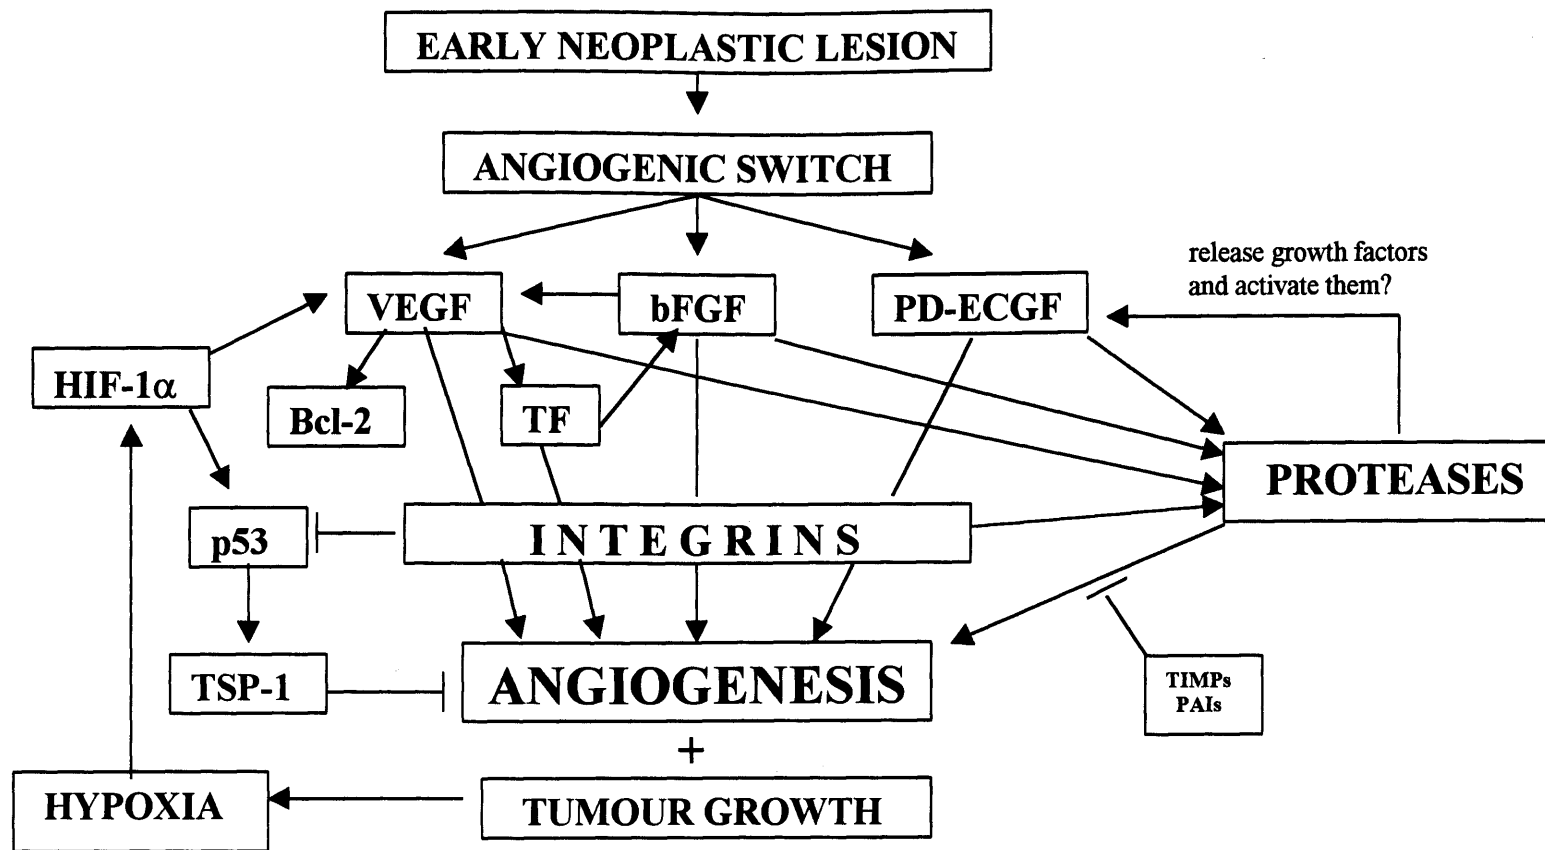 EARLY NEOPLASTIC LESION
ANGIOGENIC SWITCH
release growth factors
and activate them?
VEGF
bFGF
PD-ECGF
HIF-1α
Bcl-2
TF
PROTEASES
p53
INTEGRINS
TSP-1
ANGIOGENESIS
TIMPs
PAIs
+
HYPOXIA
TUMOUR GROWTH